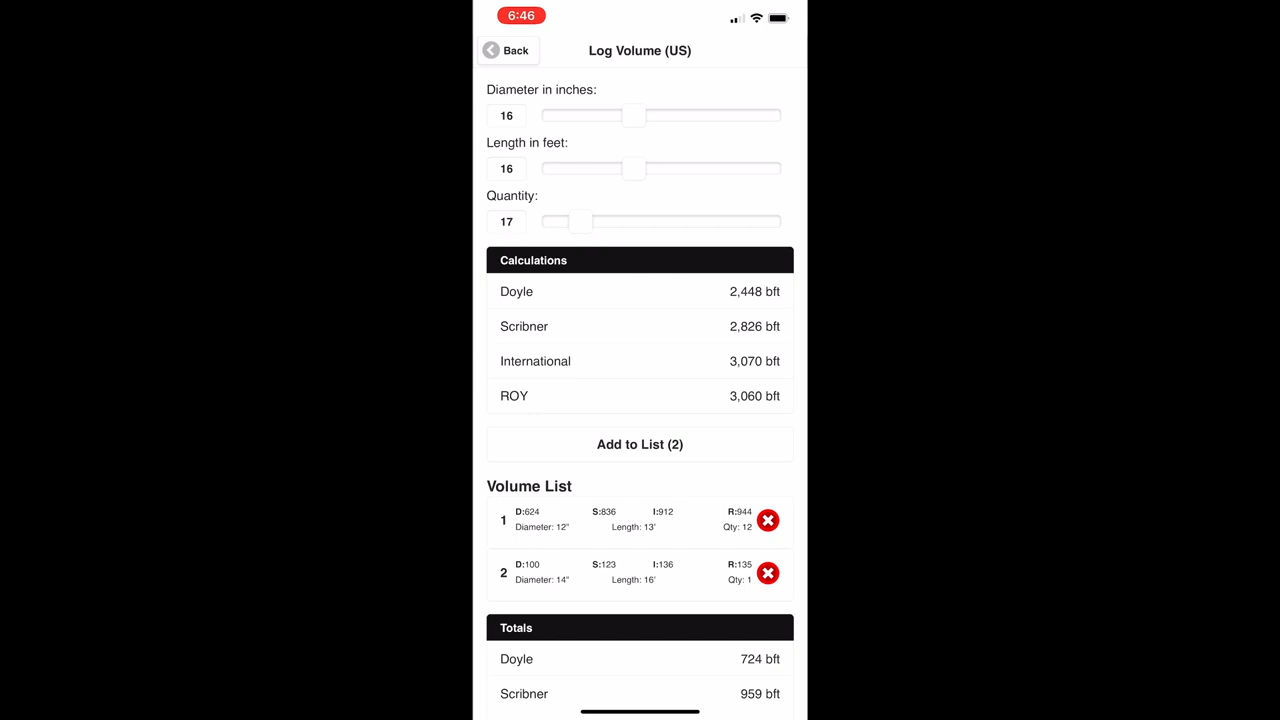 6:46
Back
Log Volume (US)
Diameter in inches:
16
Length in feet:
16
Quantity:
17
Calculations
Doyle 2,448 bft
Scribner 2,826 bft
International 3,070 bft
ROY 3,060 bft
Add to List (2)
Volume List
1 D:624 S:836 I:912 R:944
Diameter: 12" Length: 13' Qty: 12
2 D:100 S:123 I:136 R:135
Diameter: 14" Length: 16' Qty: 1
Totals
Doyle 724 bft
Scribner 959 bft